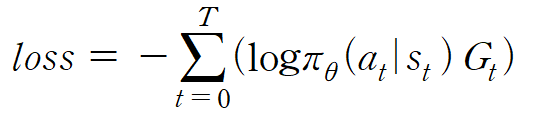 loss = − ∑_{t=0}^{T} (logπ_θ(a_t|s_t) G_t)